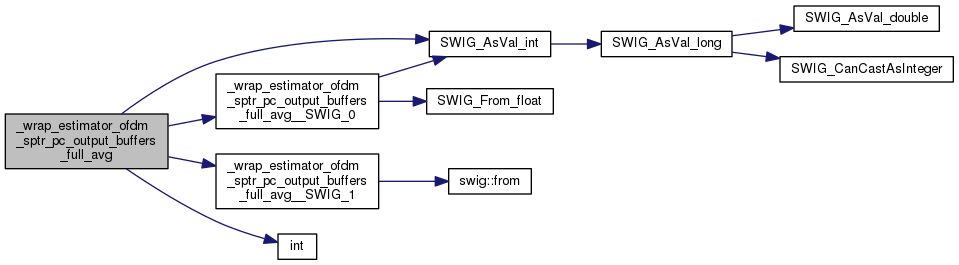 _wrap_estimator_ofdm
_sptr_pc_output_buffers
_full_avg
SWIG_AsVal_int
SWIG_AsVal_long
SWIG_AsVal_double
SWIG_CanCastAsInteger
_wrap_estimator_ofdm
_sptr_pc_output_buffers
_full_avg__SWIG_0
SWIG_From_float
_wrap_estimator_ofdm
_sptr_pc_output_buffers
_full_avg__SWIG_1
swig::from
int